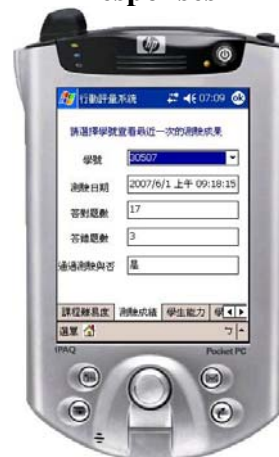 responses
hp
行動評量系統 07:09 ok
請選擇學號查看最近一次的測驗成果
學號 30507
測驗日期 2007/6/1 上午 09:18:15
答對題數 17
答錯題數 3
通過測驗與否 是
課程難易度 測驗成績 學生能力 學
選單
iPAQ Pocket PC